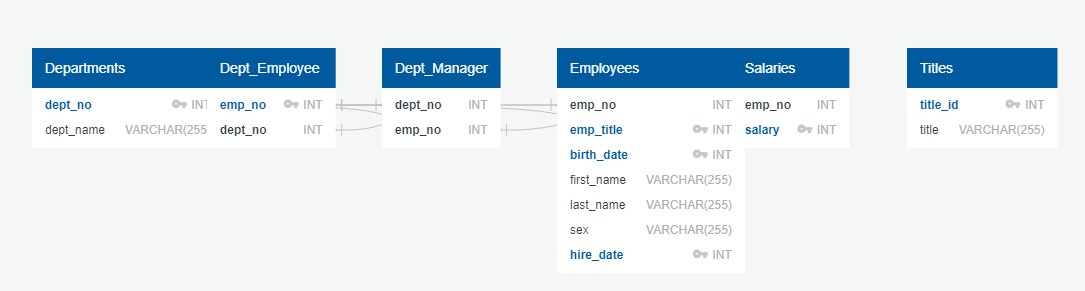 Departments
dept_no INT
dept_name VARCHAR(255
Dept_Employee
emp_no INT
dept_no INT
Dept_Manager
dept_no INT
emp_no INT
Employees
emp_no INT
emp_title INT
birth_date INT
first_name VARCHAR(255)
last_name VARCHAR(255)
sex VARCHAR(255)
hire_date INT
Salaries
emp_no INT
salary INT
Titles
title_id INT
title VARCHAR(255)